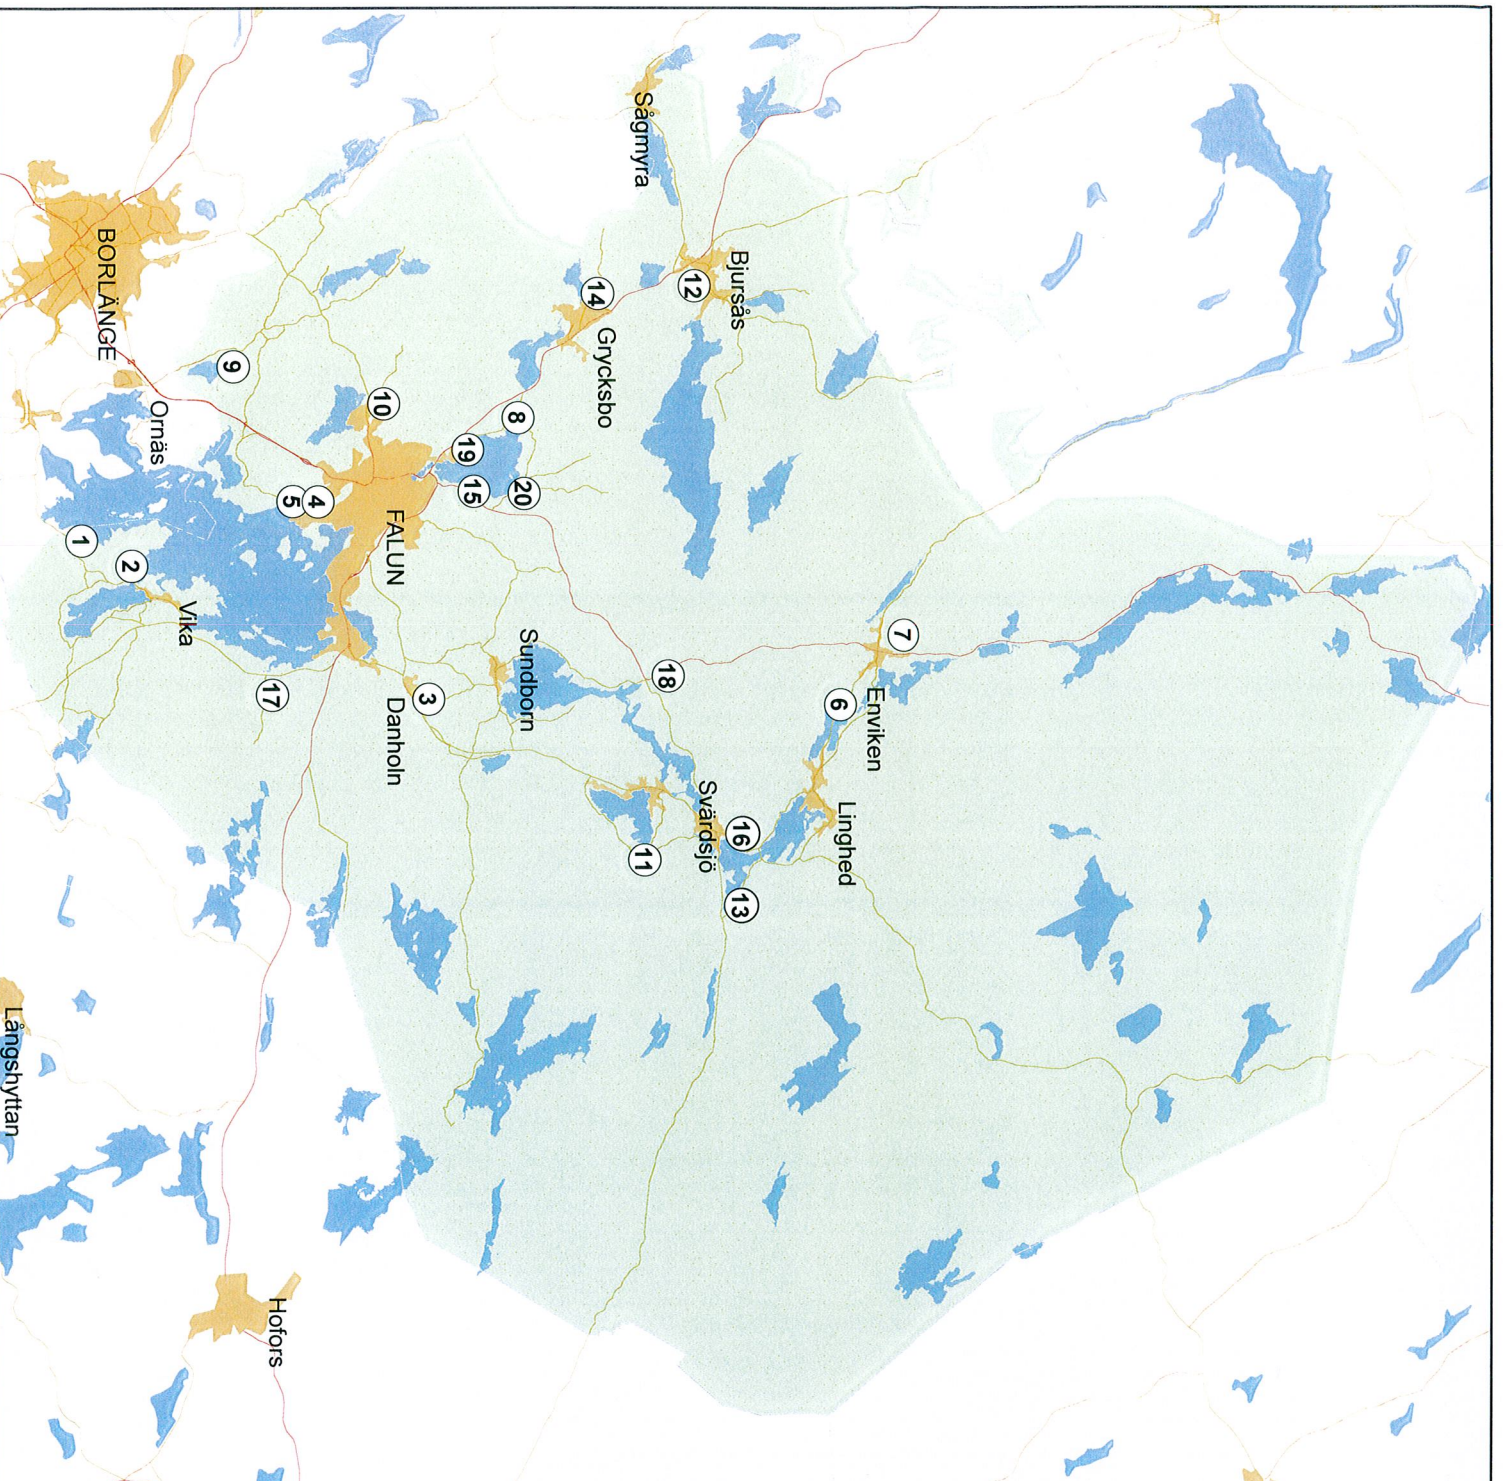 7
Enviken
Linghed
6
Bjursås
16
13
Svärdsjö
12
18
Sågmyra
11
Grycksbo
14
Sundborn
20
8
15
19
3
FALUN
Danholn
10
4
5
Hofors
17
9
Vika
Ornäs
2
BORLÄNGE
1
Långshyttan